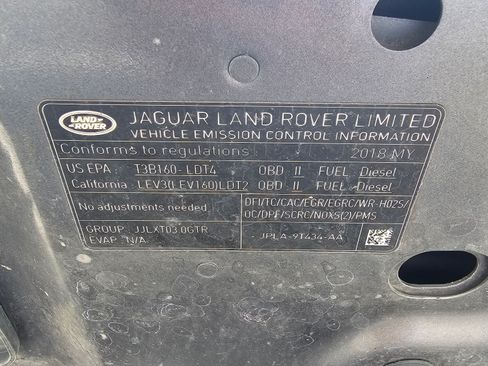 LAND ROVER
JAGUAR LAND ROVER LIMITED
VEHICLE EMISSION CONTROL INFORMATION
Conforms to regulations 2018 MY
US EPA T3B160- LDT4 OBD II FUEL Diesel
California LEV30LEV160)LDT2 OBD II FUEL Diesel
No adjustments needed DFI/TC/CAC/EGR/EGRC/WR-HO2S/
OC/DPF/SCRC/NOXS(2)/PMS
GROUP JJLXT03.0GTR
EVAP N/A
JPLA-9T434-AA